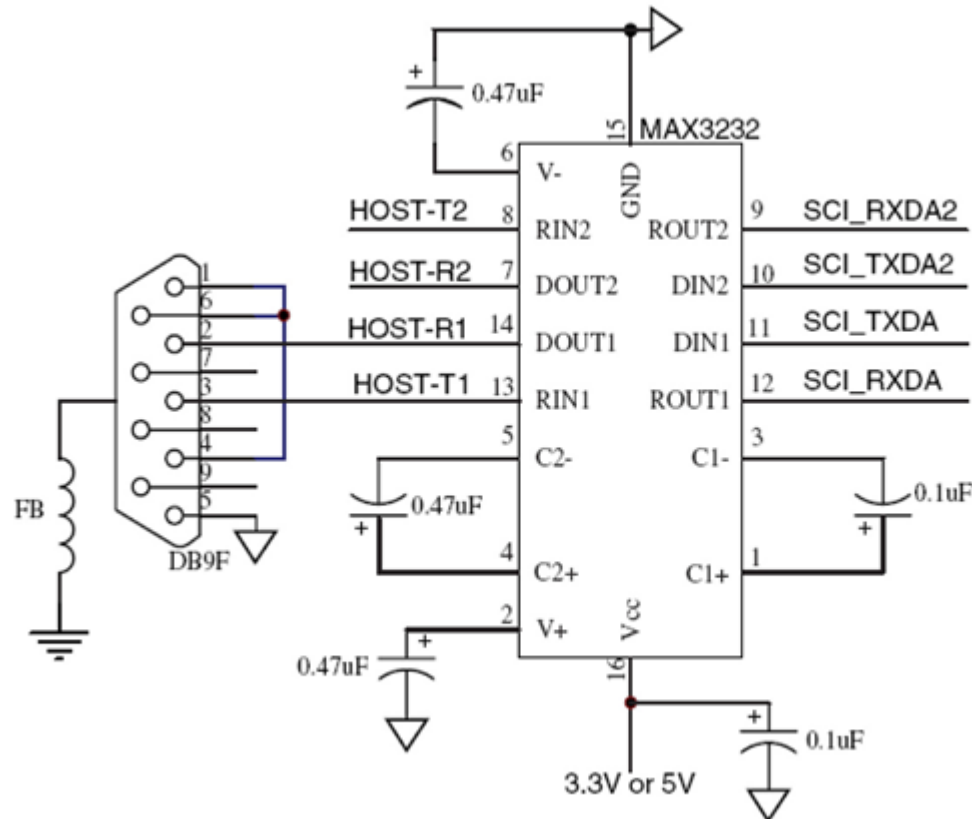 +
0.47uF
15
MAX3232
6
V-
GND
HOST-T2
8
RIN2
ROUT2
9
SCI_RXDA2
HOST-R2
7
DOUT2
DIN2
10
SCI_TXDA2
HOST-R1
14
DOUT1
DIN1
11
SCI_TXDA
HOST-T1
13
RIN1
ROUT1
12
SCI_RXDA
1
6
2
7
3
8
4
9
5
FB
DB9F
5
C2-
C1-
3
0.47uF
+
0.1uF
+
4
C2+
C1+
1
2
V+
Vcc
+
0.47uF
16
+
0.1uF
3.3V or 5V